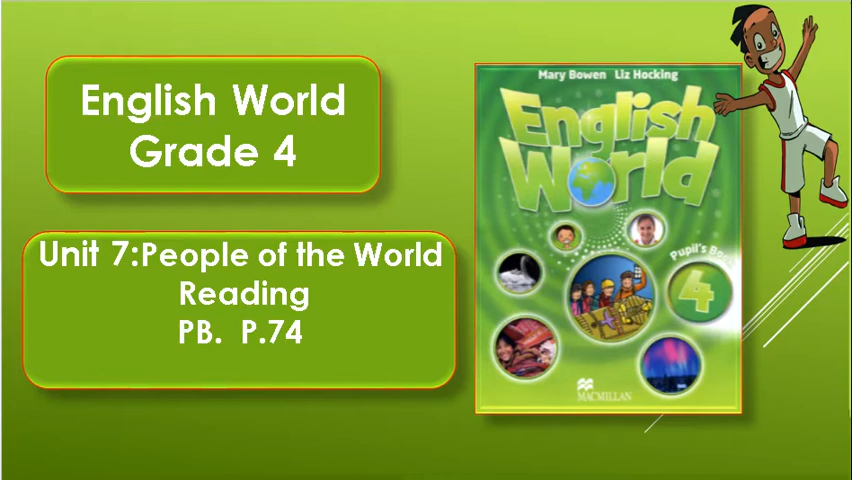 English World
Grade 4
Unit 7:People of the World
Reading
PB. P.74
Mary Bowen Liz Hocking
English
World
Pupil's Book
4
MACMILLAN